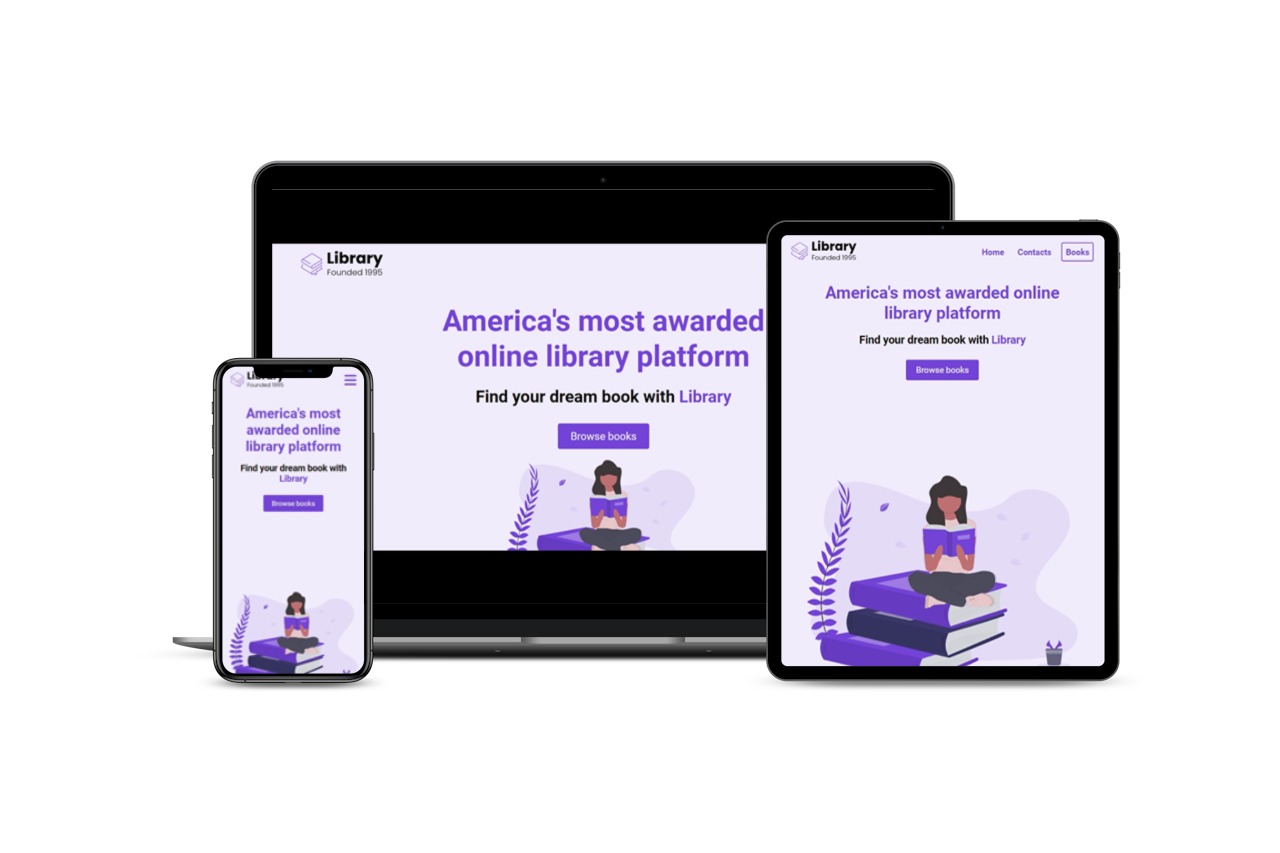 Library
Founded 1995
America's most awarded
online library platform
Find your dream book with Library
Browse books
Library
Founded 1995
Home Contacts Books
America's most awarded online
library platform
Find your dream book with Library
Browse books
Library
Founded 1995
America's most
awarded online
library platform
Find your dream book with
Library
Browse books